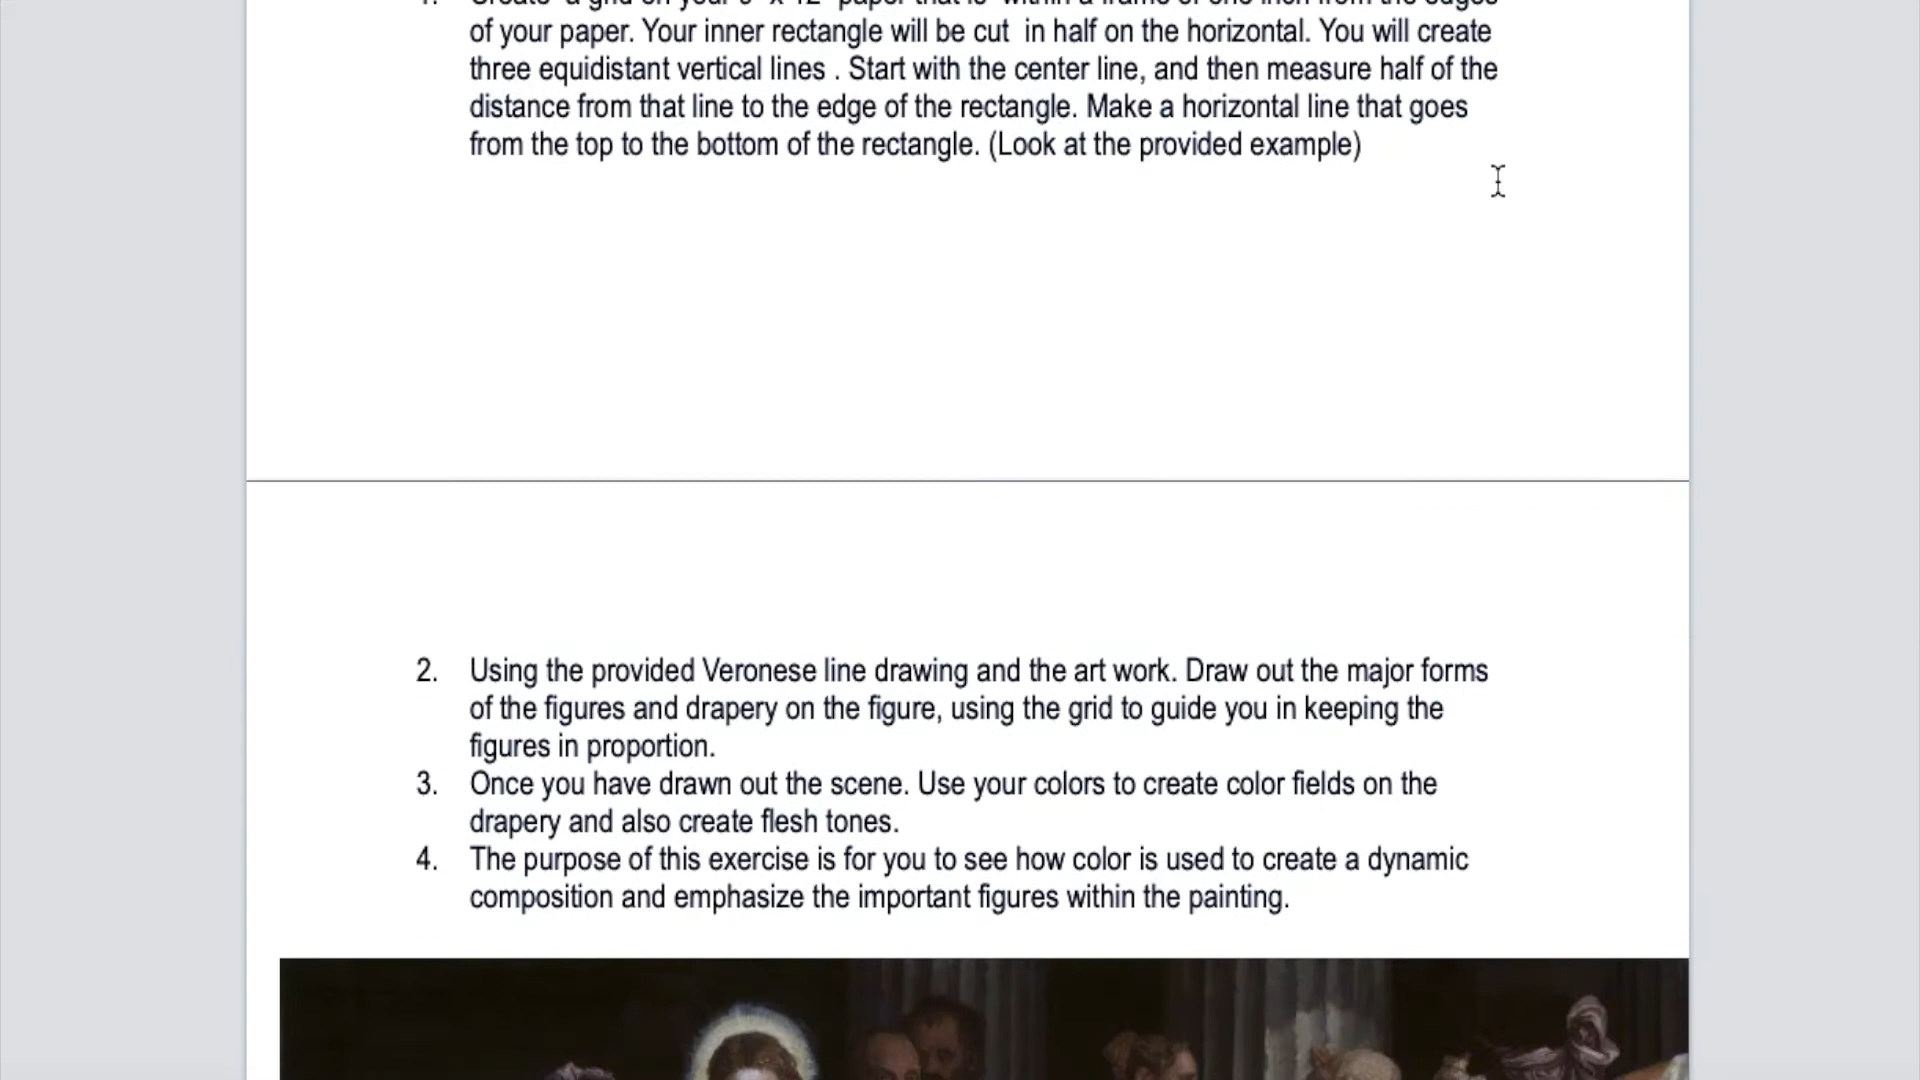 of your paper. Your inner rectangle will be cut in half on the horizontal. You will create
three equidistant vertical lines . Start with the center line, and then measure half of the
distance from that line to the edge of the rectangle. Make a horizontal line that goes
from the top to the bottom of the rectangle. (Look at the provided example)
2. Using the provided Veronese line drawing and the art work. Draw out the major forms
of the figures and drapery on the figure, using the grid to guide you in keeping the
figures in proportion.
3. Once you have drawn out the scene. Use your colors to create color fields on the
drapery and also create flesh tones.
4. The purpose of this exercise is for you to see how color is used to create a dynamic
composition and emphasize the important figures within the painting.